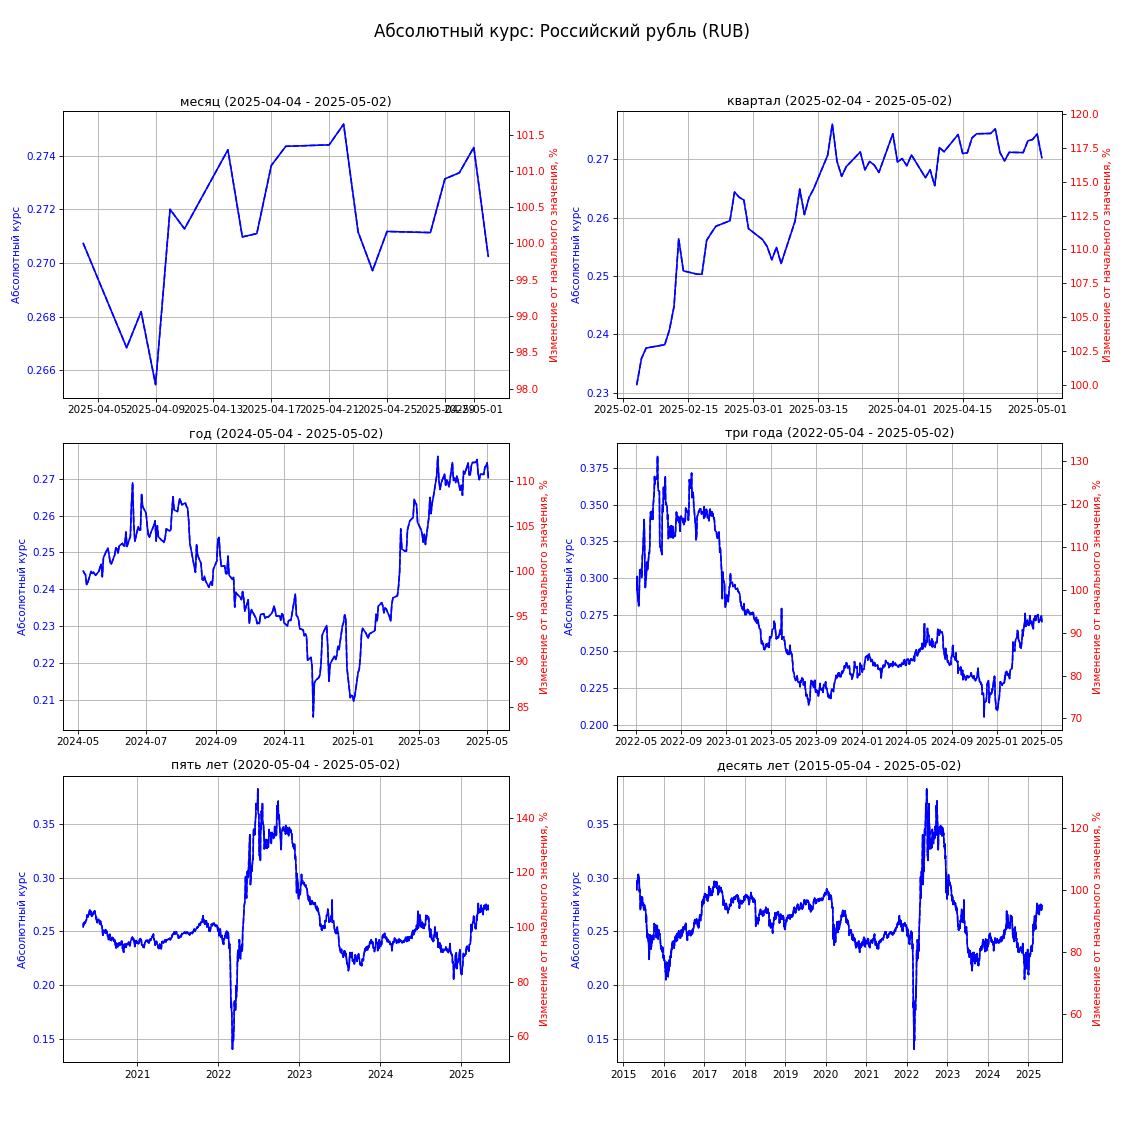 Абсолютный курс: Российский рубль (RUB)
месяц (2025-04-04 - 2025-05-02)
Абсолютный курс
0.274
0.272
0.270
0.268
0.266
101.5
101.0
100.5
100.0
99.5
99.0
98.5
98.0
Изменение от начального значения, %
2025-04-05 2025-04-09 2025-04-13 2025-04-17 2025-04-21 2025-04-25 2025-04-29 2025-05-01
квартал (2025-02-04 - 2025-05-02)
Абсолютный курс
0.27
0.26
0.25
0.24
0.23
120.0
117.5
115.0
112.5
110.0
107.5
105.0
102.5
100.0
Изменение от начального значения, %
2025-02-01 2025-02-15 2025-03-01 2025-03-15 2025-04-01 2025-04-15 2025-05-01
год (2024-05-04 - 2025-05-02)
Абсолютный курс
0.27
0.26
0.25
0.24
0.23
0.22
0.21
110
105
100
95
90
85
Изменение от начального значения, %
2024-05 2024-07 2024-09 2024-11 2025-01 2025-03 2025-05
три года (2022-05-04 - 2025-05-02)
Абсолютный курс
0.375
0.350
0.325
0.300
0.275
0.250
0.225
0.200
130
120
110
100
90
80
70
Изменение от начального значения, %
2022-05 2022-09 2023-01 2023-05 2023-09 2024-01 2024-05 2024-09 2025-01 2025-05
пять лет (2020-05-04 - 2025-05-02)
Абсолютный курс
0.35
0.30
0.25
0.20
0.15
140
120
100
80
60
Изменение от начального значения, %
2021 2022 2023 2024 2025
десять лет (2015-05-04 - 2025-05-02)
Абсолютный курс
0.35
0.30
0.25
0.20
0.15
120
100
80
60
Изменение от начального значения, %
2015 2016 2017 2018 2019 2020 2021 2022 2023 2024 2025